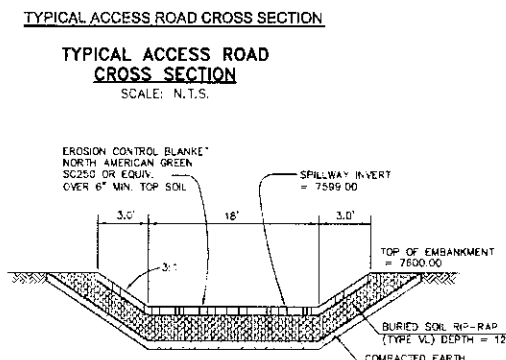 TYPICAL ACCESS ROAD CROSS SECTION
TYPICAL ACCESS ROAD
CROSS SECTION
SCALE: N.T.S.
EROSION CONTROL BLANKET
NORTH AMERICAN GREEN
SC250 OR EQUIV.
OVER 6" MIN. TOP SOIL
SPILLWAY INVERT
= 7599.00
3.0'
18'
3.0'
3:1
TOP OF EMBANKMENT
= 7600.00
BURIED SOIL RIP-RAP
(TYPE VL) DEPTH = 12
COMPACTED EARTH